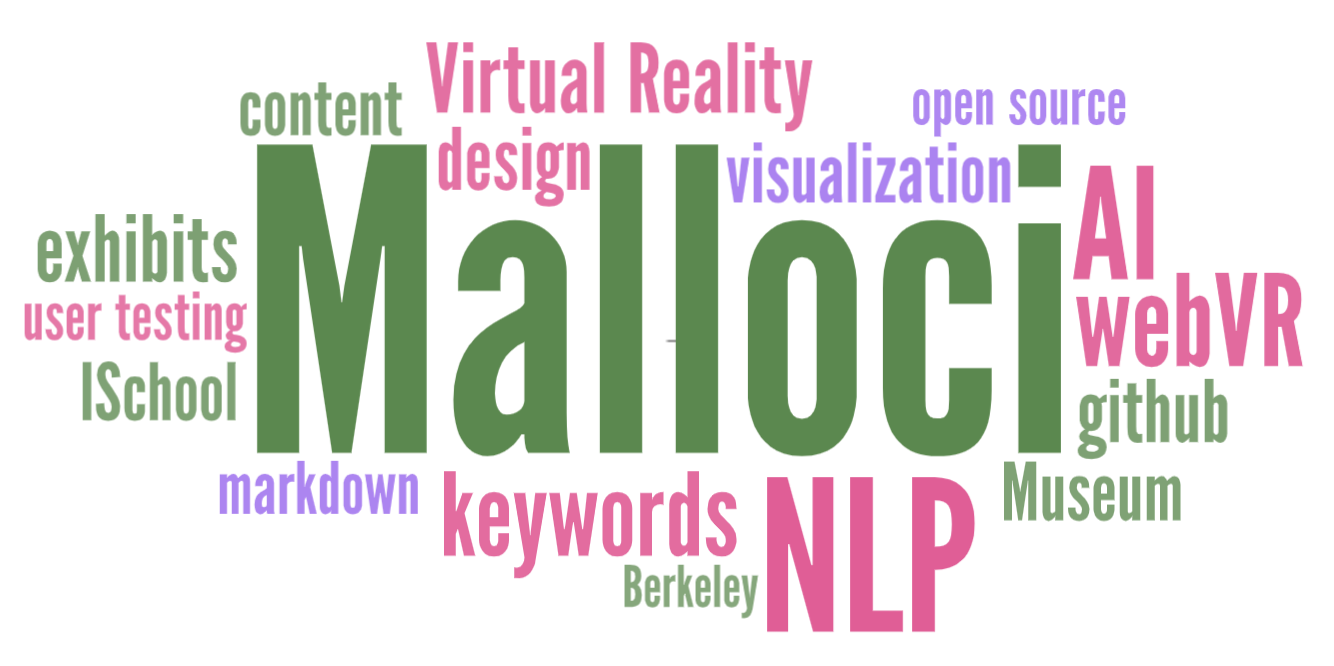 Virtual Reality
content
open source
design
visualization
Malloci
AI
exhibits
webVR
user testing
ISchool
github
markdown
keywords
NLP
Museum
Berkeley